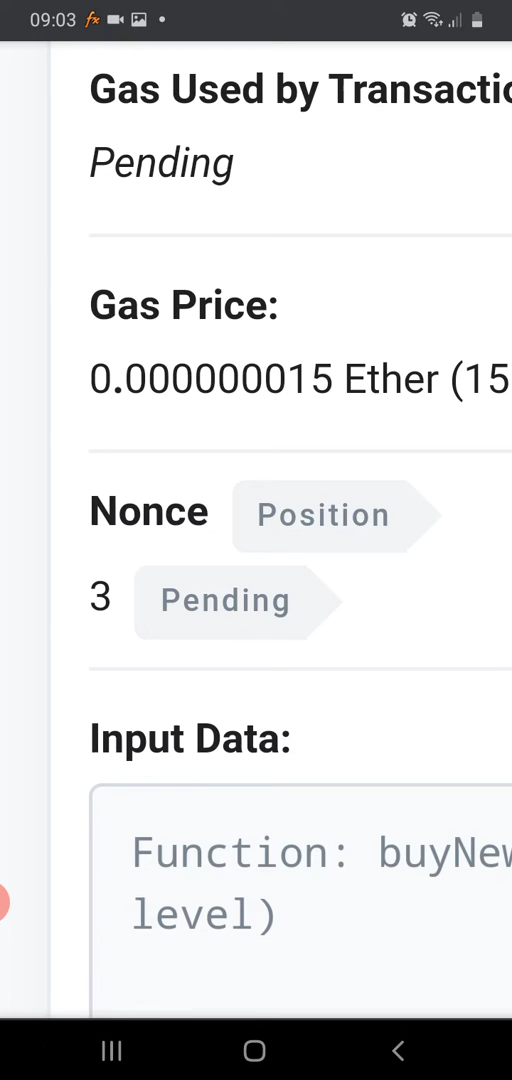 09:03
Gas Used by Transactio
Pending
Gas Price:
0.000000015 Ether (15
Nonce Position
3 Pending
Input Data:
Function: buyNew
level)